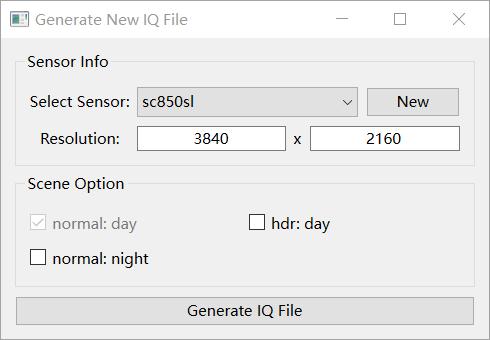 Generate New IQ File
Sensor Info
Select Sensor: sc850sl New
Resolution: 3840 x 2160
Scene Option
normal: day hdr: day
normal: night
Generate IQ File